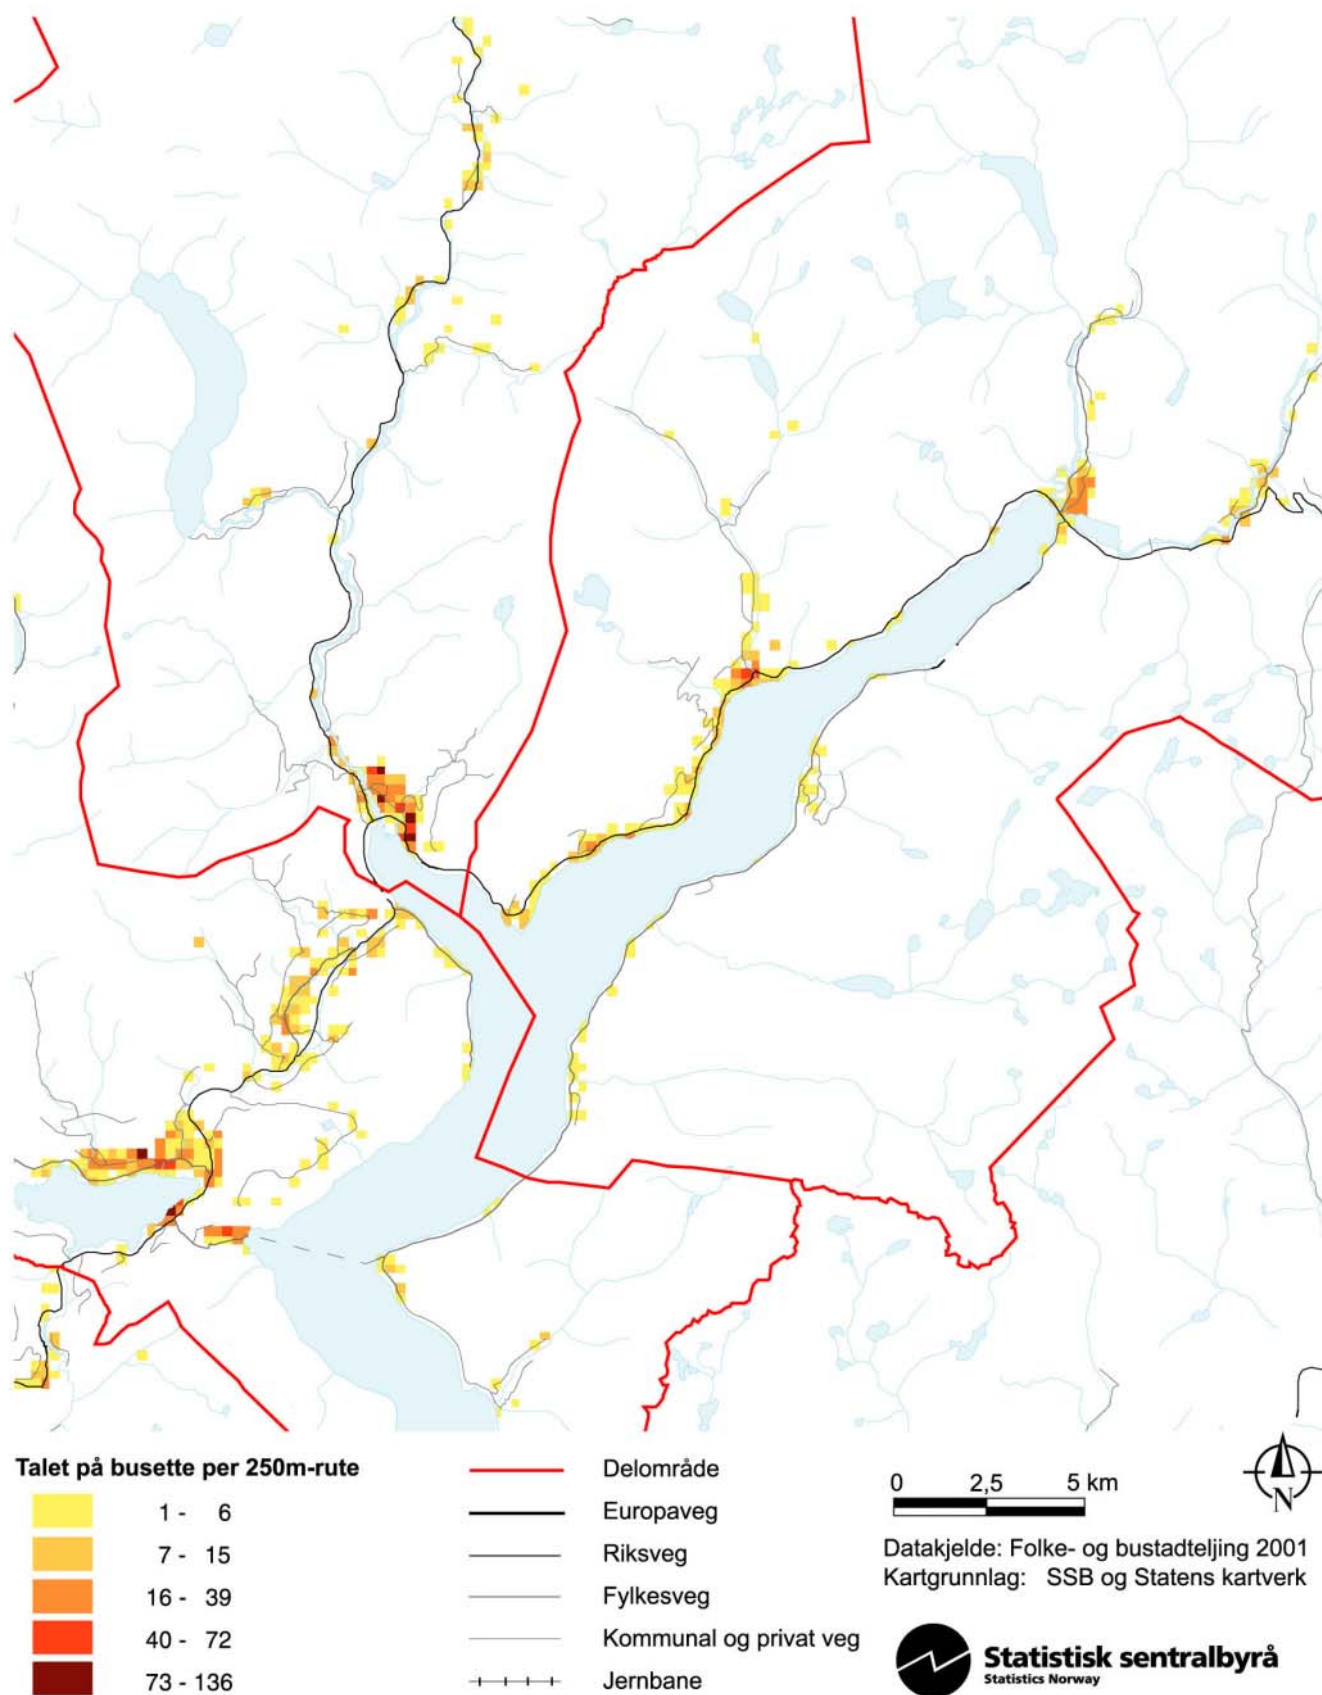 Talet på busette per 250m-rute
1 - 6
7 - 15
16 - 39
40 - 72
73 - 136
Delområde
Europaveg
Riksveg
Fylkesveg
Kommunal og privat veg
Jernbane
0 2,5 5 km
N
Datakjelde: Folke- og bustadteljing 2001
Kartgrunnlag: SSB og Statens kartverk
Statistisk sentralbyrå
Statistics Norway